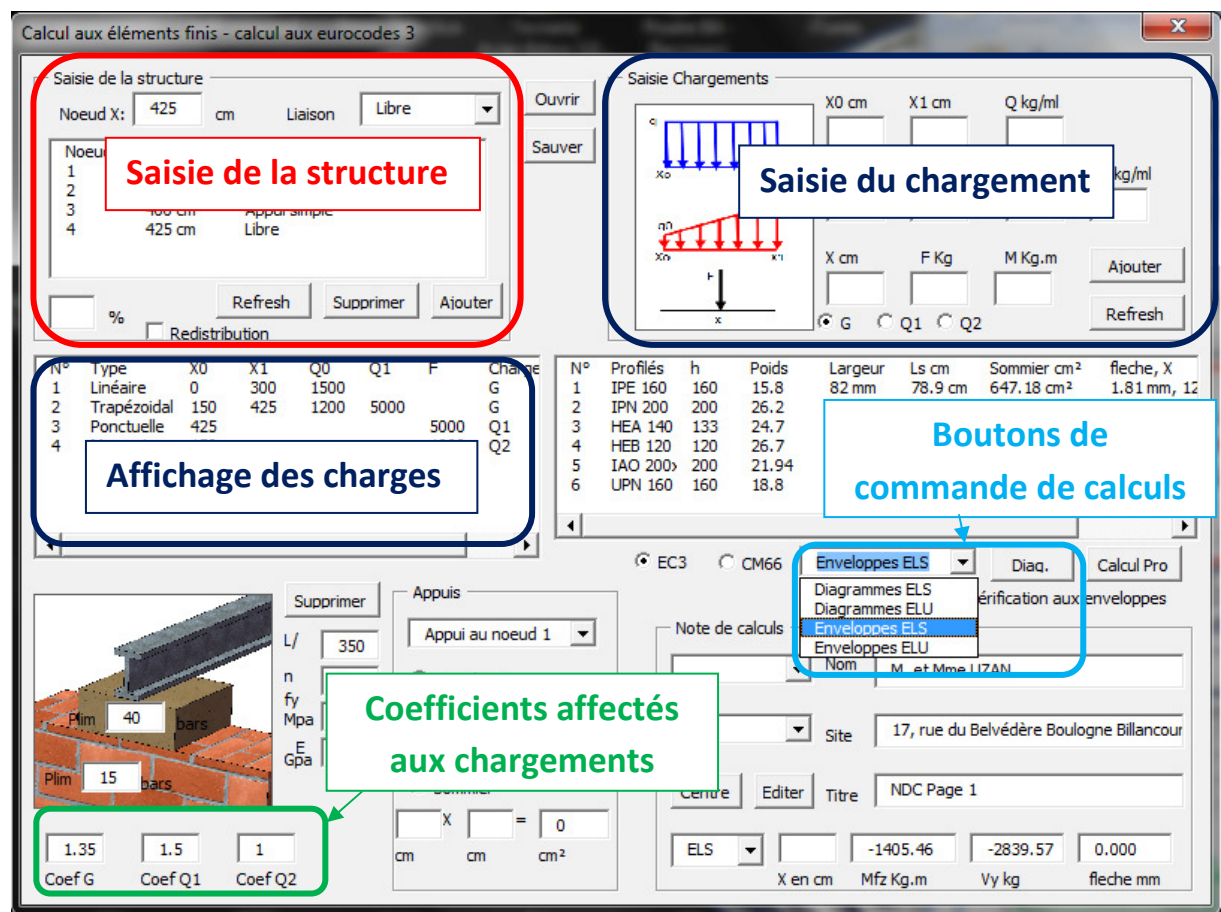 Calcul aux éléments finis - calcul aux eurocodes 3
X
Saisie de la structure
Noeud X: 425 cm Liaison Libre
Ouvrir
Sauver
1
2
3
Saisie de la structure
4 425 cm Libre
%
Refresh Supprimer Ajouter
Redistribution
Saisie Chargements
q
X0
q0
X0 X1
F
x
X0 cm X1 cm Q kg/ml
kg/ml
Saisie du chargement
X cm F Kg M Kg.m
Ajouter
G Q1 Q2
Refresh
N° Type X0 X1 Q0 Q1 F Charge
1 Linéaire 0 300 1500 G
2 Trapézoidal 150 425 1200 5000 G
3 Ponctuelle 425 5000 Q1
4 Q2
Affichage des charges
N° Profilés h Poids Largeur Ls cm Sommier cm² fleche, X
1 IPE 160 160 15.8 82 mm 78.9 cm 647.18 cm² 1.81 mm, 12
2 IPN 200 200 26.2
3 HEA 140 133 24.7
4 HEB 120 120 26.7
5 IAO 200 200 21.94
6 UPN 160 160 18.8
Boutons de
commande de calculs
EC3 CM66 Enveloppes ELS Diag. Calcul Pro
Diagrammes ELS
Diagrammes ELU
Enveloppes ELS
Enveloppes ELU
érification aux enveloppes
Supprimer
L/ 350
n
fy
Mpa
E
Gpa
Plim 40 bars
Plim 15 bars
Appuis
Appui au noeud 1
Coefficients affectés
aux chargements
X = 0
cm cm cm²
1.35 1.5 1
Coef G Coef Q1 Coef Q2
Note de calculs
Nom M. et Mme UZAN
Site 17, rue du Belvédère Boulogne Billancour
Centre Editer Titre NDC Page 1
ELS -1405.46 -2839.57 0.000
X en cm Mfz Kg.m Vy kg fleche mm